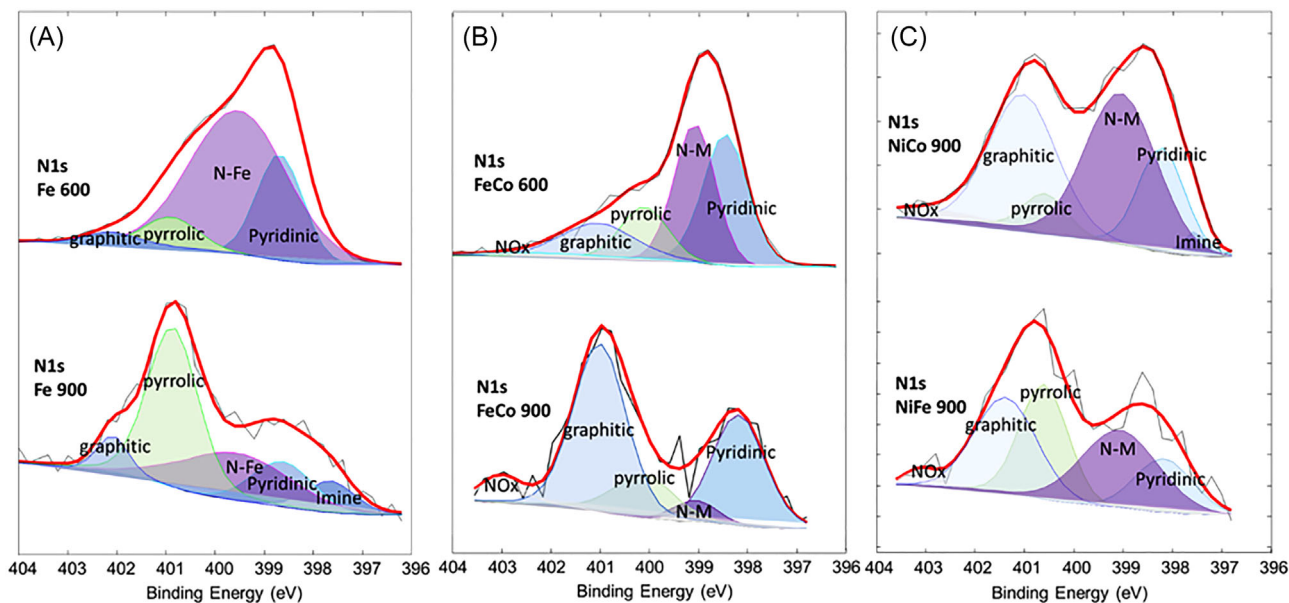 (A)
N1s
Fe 600
N-Fe
graphitic
pyrrolic
Pyridinic
N1s
Fe 900
pyrrolic
graphitic
N-Fe
Pyridinic
Imine
404 403 402 401 400 399 398 397 396
Binding Energy (eV)
(B)
N1s
FeCo 600
N-M
pyrrolic
Pyridinic
NOx
graphitic
N1s
FeCo 900
graphitic
Pyridinic
pyrrolic
NOx
N-M
404 403 402 401 400 399 398 397 396
Binding Energy (eV)
(C)
N1s
NiCo 900
N-M
graphitic
Pyridinic
pyrrolic
NOx
Imine
N1s
NiFe 900
pyrrolic
graphitic
N-M
NOx
Pyridinic
404 403 402 401 400 399 398 397 396
Binding Energy (eV)